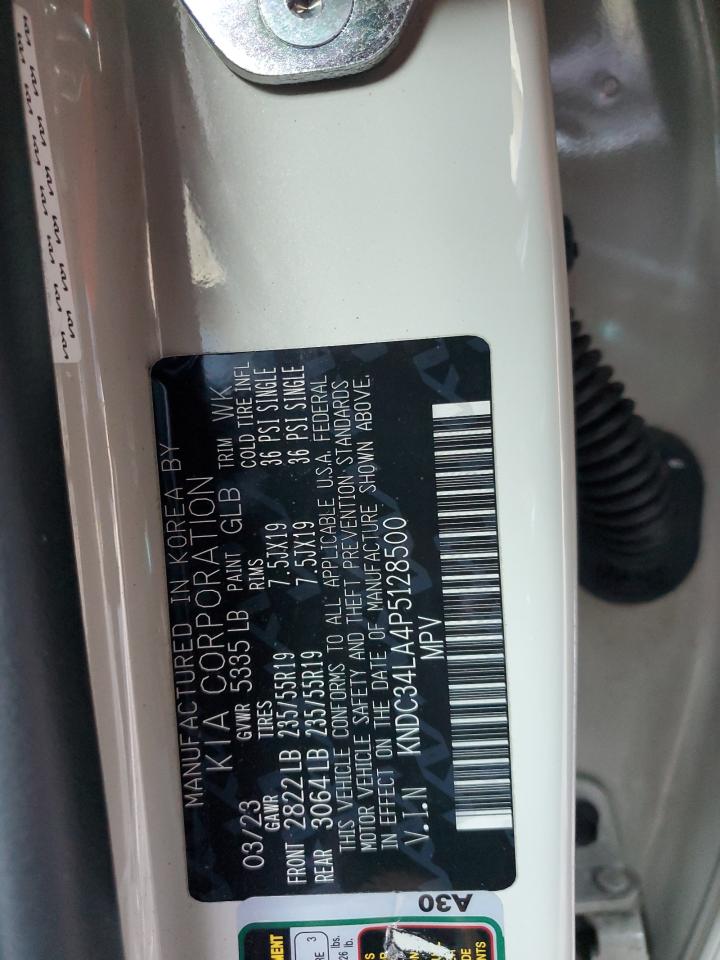 MANUFACTURED IN KOREA BY
KIA CORPORATION
03/23 GVWR 5335 LB PAINT GLB TRIM WK
GAWR TIRES RIMS COLD TIRE INFL
FRONT 2822 LB 235/55R19 7.5JX19 36 PSI SINGLE
REAR 3064 LB 235/55R19 7.5JX19 36 PSI SINGLE
THIS VEHICLE CONFORMS TO ALL APPLICABLE U.S.A. FEDERAL
MOTOR VEHICLE SAFETY AND THEFT PREVENTION STANDARDS
IN EFFECT ON THE DATE OF MANUFACTURE SHOWN ABOVE.
V.I.N KNDC34LA4P5128500
MPV
A30